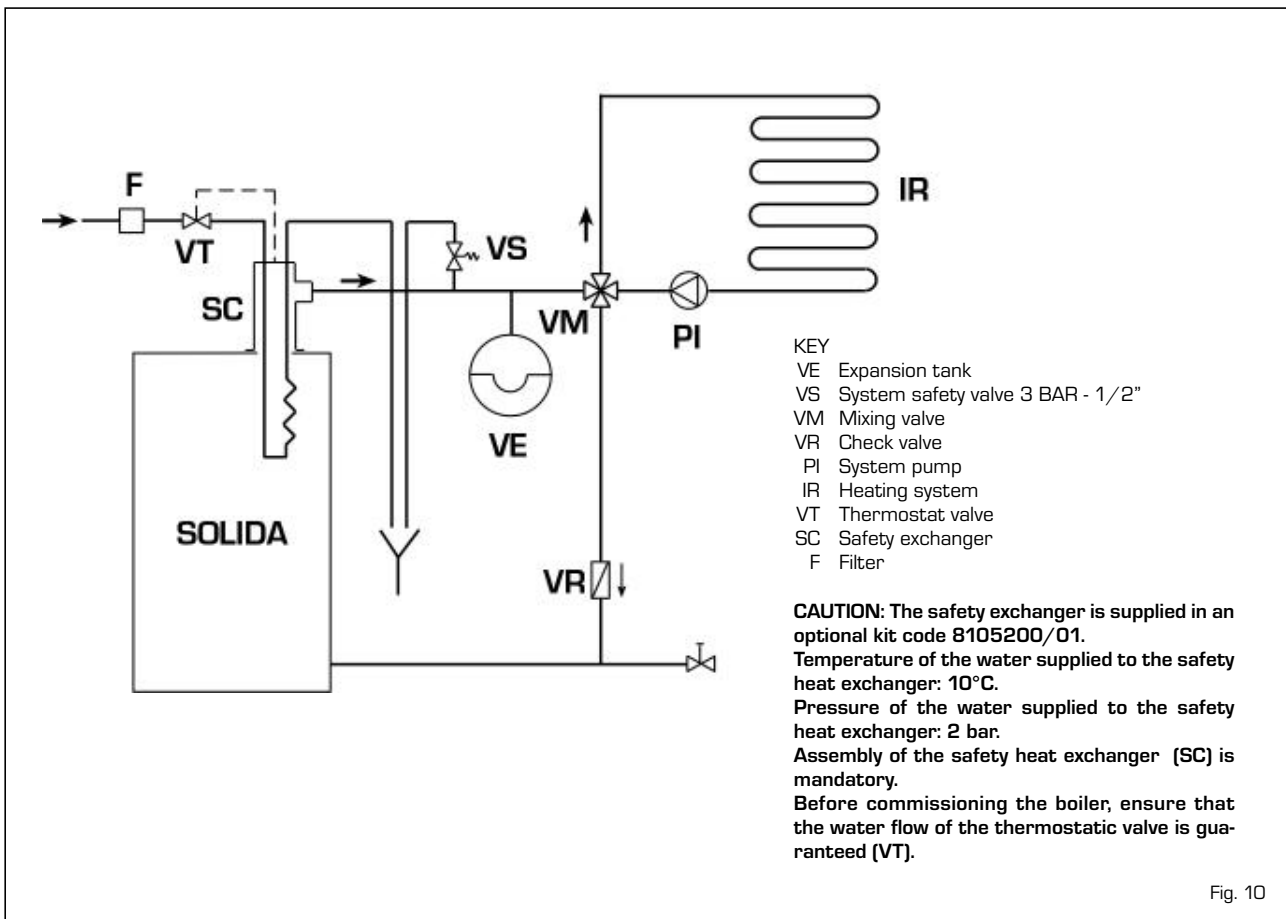 F
VT
SC
VS
VM
PI
IR
VE
SOLIDA
VR
KEY
VE Expansion tank
VS System safety valve 3 BAR - 1/2”
VM Mixing valve
VR Check valve
PI System pump
IR Heating system
VT Thermostat valve
SC Safety exchanger
F Filter
CAUTION: The safety exchanger is supplied in an
optional kit code 8105200/01.
Temperature of the water supplied to the safety
heat exchanger: 10°C.
Pressure of the water supplied to the safety
heat exchanger: 2 bar.
Assembly of the safety heat exchanger (SC) is
mandatory.
Before commissioning the boiler, ensure that
the water flow of the thermostatic valve is gua-
ranteed (VT).
Fig. 10